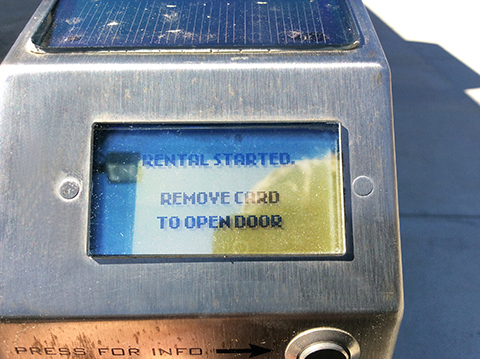 RENTAL STARTED.
REMOVE CARD
TO OPEN DOOR
PRESS FOR INFO